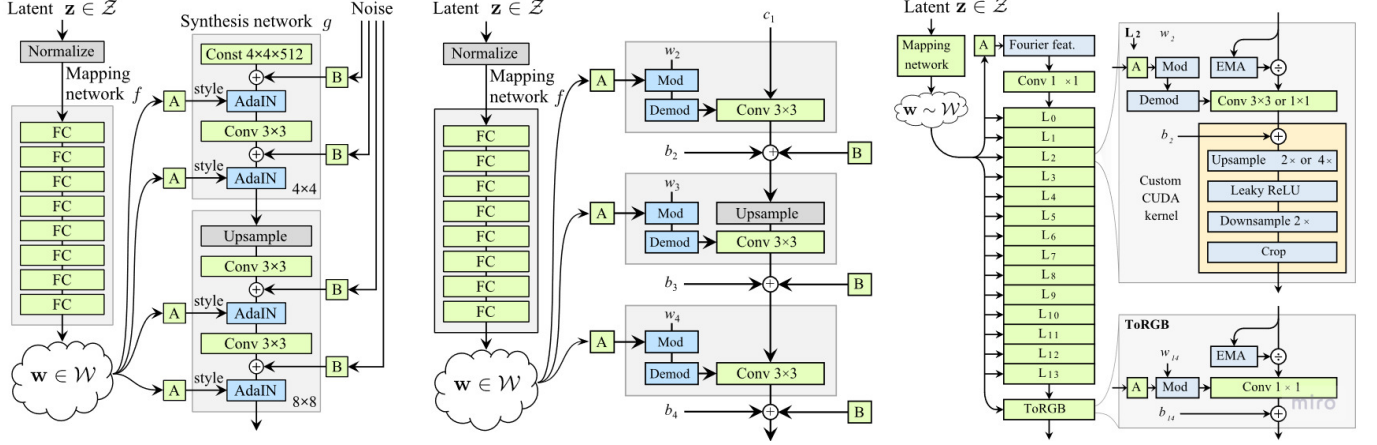 Latent z ∈ 𝒵
Normalize
Mapping
network f
FC
FC
FC
FC
FC
FC
FC
FC
w ∈ 𝒲
Synthesis network g
Noise
Const 4×4×512
B
A
style
AdaIN
Conv 3×3
B
A
style
AdaIN
4×4
Upsample
Conv 3×3
B
A
style
AdaIN
Conv 3×3
B
A
style
AdaIN
8×8
Latent z ∈ 𝒵
Normalize
Mapping
network f
FC
FC
FC
FC
FC
FC
FC
FC
w ∈ 𝒲
c1
A
w2
Mod
Demod
Conv 3×3
b2
B
A
w3
Mod
Upsample
Demod
Conv 3×3
b3
B
A
w4
Mod
Demod
Conv 3×3
b4
B
Latent z ∈ 𝒵
Mapping
network
w ∼ 𝒲
A
Fourier feat.
Conv 1 ×1
L0
L1
L2
L3
L4
L5
L6
L7
L8
L9
L10
L11
L12
L13
ToRGB
L2
w2
A
Mod
EMA
÷
Demod
Conv 3×3 or 1×1
b2
Custom
CUDA
kernel
Upsample 2× or 4×
Leaky ReLU
Downsample 2×
Crop
ToRGB
w14
EMA
÷
A
Mod
Conv 1 × 1
b14
miro